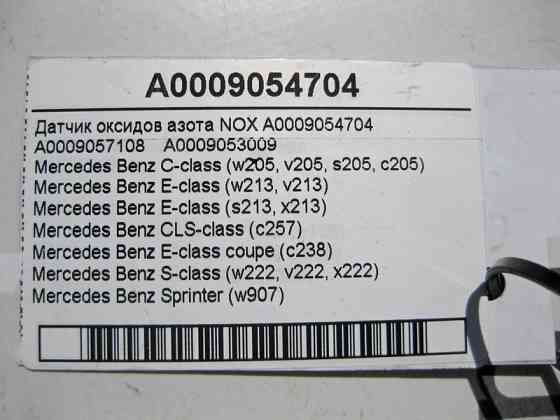 A0009054704
Датчик оксидов азота NOX A0009054704
A0009057108 A0009053009
Mercedes Benz C-class (w205, v205, s205, c205)
Mercedes Benz E-class (w213, v213)
Mercedes Benz E-class (s213, x213)
Mercedes Benz CLS-class (c257)
Mercedes Benz E-class coupe (c238)
Mercedes Benz S-class (w222, v222, x222)
Mercedes Benz Sprinter (w907)